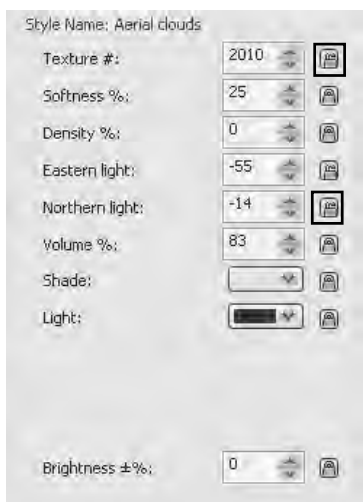 Style Name: Aerial clouds
Texture #: 2010
Softness %: 25
Density %: 0
Eastern light: -55
Northern light: -14
Volume %: 83
Shade:
Light:
Brightness ±%: 0